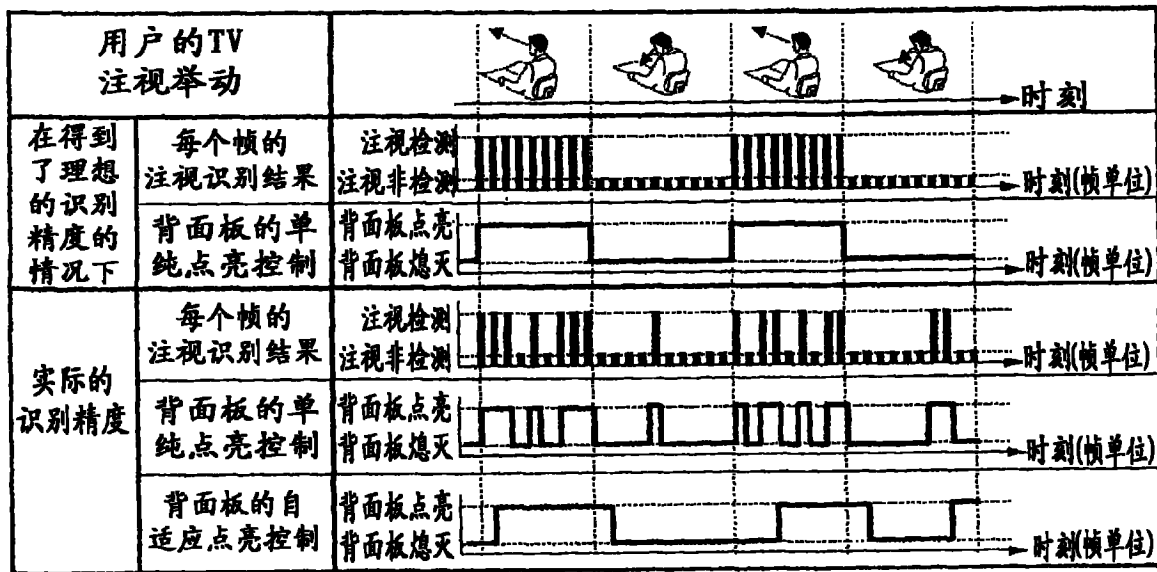 用户的TV
注视举动
时刻
在得到
了理想
的识别
精度的
情况下
每个帧的
注视识别结果
注视检测
注视非检测
时刻(帧单位)
背面板的单
纯点亮控制
背面板点亮
背面板熄灭
时刻(帧单位)
实际的
识别精度
每个帧的
注视识别结果
注视检测
注视非检测
时刻(帧单位)
背面板的单
纯点亮控制
背面板点亮
背面板熄灭
时刻(帧单位)
背面板的自
适应点亮控制
背面板点亮
背面板熄灭
时刻(帧单位)